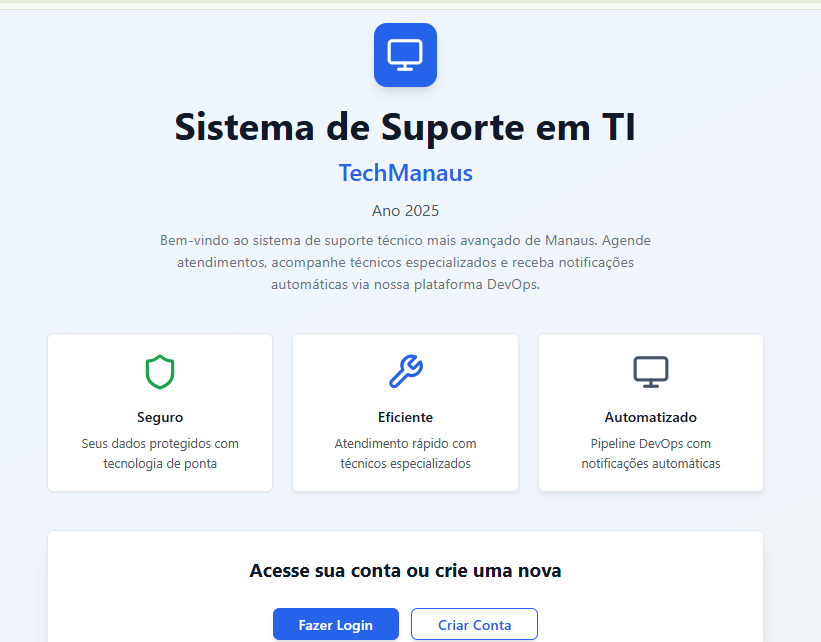 Sistema de Suporte em TI
TechManaus
Ano 2025
Bem-vindo ao sistema de suporte técnico mais avançado de Manaus. Agende
atendimentos, acompanhe técnicos especializados e receba notificações
automáticas via nossa plataforma DevOps.
Seguro
Seus dados protegidos com
tecnologia de ponta
Eficiente
Atendimento rápido com
técnicos especializados
Automatizado
Pipeline DevOps com
notificações automáticas
Acesse sua conta ou crie uma nova
Fazer Login
Criar Conta